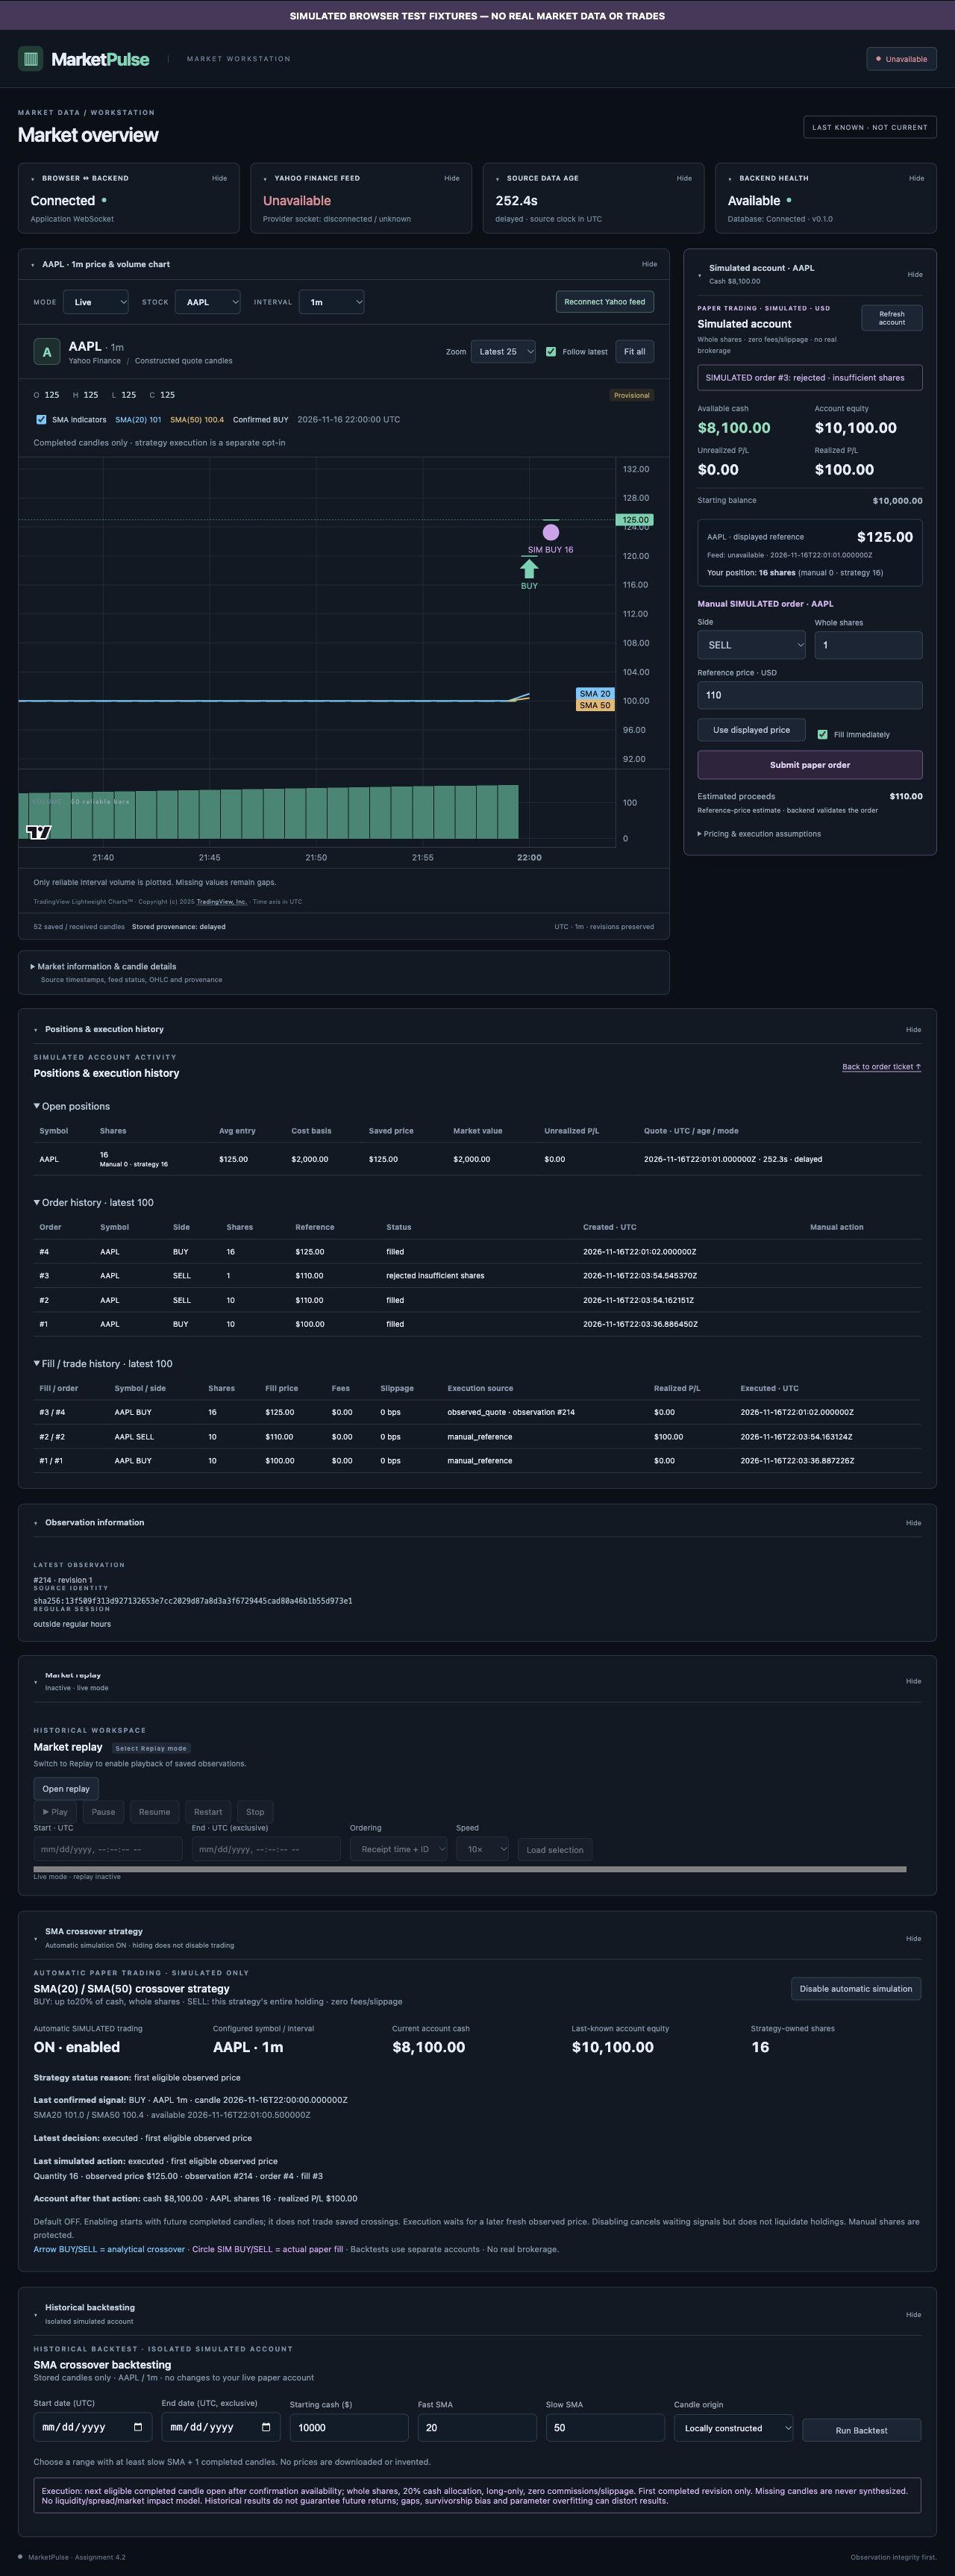 SIMULATED BROWSER TEST FIXTURES — NO REAL MARKET DATA OR TRADES
MarketPulse
MARKET WORKSTATION
Unavailable
MARKET DATA / WORKSTATION
Market overview
LAST KNOWN · NOT CURRENT
BROWSER ↔ BACKEND Hide
Connected
Application WebSocket
YAHOO FINANCE FEED Hide
Unavailable
Provider socket: disconnected / unknown
SOURCE DATA AGE Hide
252.4s
delayed · source clock in UTC
BACKEND HEALTH Hide
Available
Database: Connected · v0.1.0
AAPL · 1m price & volume chart Hide
MODE Live STOCK AAPL INTERVAL 1m Reconnect Yahoo feed
A
AAPL · 1m
Yahoo Finance / Constructed quote candles
Zoom Latest 25 Follow latest Fit all
O 125 H 125 L 125 C 125 Provisional
SMA indicators SMA(20) 101 SMA(50) 100.4 Confirmed BUY 2026-11-16 22:00:00 UTC
Completed candles only · strategy execution is a separate opt-in
132.00
128.00
125.00
124.00
SIM BUY 16
120.00
116.00
BUY
112.00
108.00
104.00
SMA 20
100.00
SMA 50
96.00
92.00
VOLUME · 60 reliable bars
100
0
21:40 21:45 21:50 21:55 22:00
Only reliable interval volume is plotted. Missing values remain gaps.
TradingView Lightweight Charts™ · Copyright (c) 2025 TradingView, Inc. · Time axis in UTC
52 saved / received candles Stored provenance: delayed UTC · 1m · revisions preserved
Market information & candle details
Source timestamps, feed status, OHLC and provenance
Simulated account · AAPL
Cash $8,100.00
Hide
PAPER TRADING · SIMULATED · USD
Simulated account
Whole shares · zero fees/slippage · no real
brokerage
Refresh
account
SIMULATED order #3: rejected · insufficient shares
Available cash Account equity
$8,100.00 $10,100.00
Unrealized P/L Realized P/L
$0.00 $100.00
Starting balance $10,000.00
AAPL · displayed reference $125.00
Feed: unavailable · 2026-11-16T22:01:01.000000Z
Your position: 16 shares (manual 0 · strategy 16)
Manual SIMULATED order · AAPL
Side Whole shares
SELL 1
Reference price · USD
110
Use displayed price Fill immediately
Submit paper order
Estimated proceeds $110.00
Reference-price estimate · backend validates the order
Pricing & execution assumptions
Positions & execution history Hide
SIMULATED ACCOUNT ACTIVITY
Positions & execution history
Back to order ticket ↑
Open positions
Symbol Shares Avg entry Cost basis Saved price Market value Unrealized P/L Quote · UTC / age / mode
AAPL 16 $125.00 $2,000.00 $125.00 $2,000.00 $0.00 2026-11-16T22:01:01.000000Z · 252.3s · delayed
Manual 0 · strategy 16
Order history · latest 100
Order Symbol Side Shares Reference Status Created · UTC Manual action
#4 AAPL BUY 16 $125.00 filled 2026-11-16T22:01:02.000000Z
#3 AAPL SELL 1 $110.00 rejected insufficient shares 2026-11-16T22:03:54.545370Z
#2 AAPL SELL 10 $110.00 filled 2026-11-16T22:03:54.162151Z
#1 AAPL BUY 10 $100.00 filled 2026-11-16T22:03:36.886450Z
Fill / trade history · latest 100
Fill / order Symbol / side Shares Fill price Fees Slippage Execution source Realized P/L Executed · UTC
#3 / #4 AAPL BUY 16 $125.00 $0.00 0 bps observed_quote · observation #214 $0.00 2026-11-16T22:01:02.000000Z
#2 / #2 AAPL SELL 10 $110.00 $0.00 0 bps manual_reference $100.00 2026-11-16T22:03:54.163124Z
#1 / #1 AAPL BUY 10 $100.00 $0.00 0 bps manual_reference $0.00 2026-11-16T22:03:36.887226Z
Observation information Hide
LATEST OBSERVATION
#214 · revision 1
SOURCE IDENTITY
sha256:13f509f313d927132653e7cc2029d87a8d3a3f6729445cad80a46b1b55d973e1
REGULAR SESSION
outside regular hours
Market replay
Inactive · live mode
Hide
HISTORICAL WORKSPACE
Market replay Select Replay mode
Switch to Replay to enable playback of saved observations.
Open replay
Play Pause Resume Restart Stop
Start · UTC End · UTC (exclusive) Ordering Speed
mm/dd/yyyy, --:--:-- -- mm/dd/yyyy, --:--:-- -- Receipt time + ID 10× Load selection
Live mode · replay inactive
SMA crossover strategy
Automatic simulation ON · hiding does not disable trading
Hide
AUTOMATIC PAPER TRADING · SIMULATED ONLY
SMA(20) / SMA(50) crossover strategy
BUY: up to20% of cash, whole shares · SELL: this strategy's entire holding · zero fees/slippage
Disable automatic simulation
Automatic SIMULATED trading Configured symbol / interval Current account cash Last-known account equity Strategy-owned shares
ON · enabled AAPL · 1m $8,100.00 $10,100.00 16
Strategy status reason: first eligible observed price
Last confirmed signal: BUY · AAPL 1m · candle 2026-11-16T22:00:00.000000Z
SMA20 101.0 / SMA50 100.4 · available 2026-11-16T22:01:00.500000Z
Latest decision: executed · first eligible observed price
Last simulated action: executed · first eligible observed price
Quantity 16 · observed price $125.00 · observation #214 · order #4 · fill #3
Account after that action: cash $8,100.00 · AAPL shares 16 · realized P/L $100.00
Default OFF. Enabling starts with future completed candles; it does not trade saved crossings. Execution waits for a later fresh observed price. Disabling cancels waiting signals but does not liquidate holdings. Manual shares are
protected.
Arrow BUY/SELL = analytical crossover · Circle SIM BUY/SELL = actual paper fill · Backtests use separate accounts · No real brokerage.
Historical backtesting
Isolated simulated account
Hide
HISTORICAL BACKTEST · ISOLATED SIMULATED ACCOUNT
SMA crossover backtesting
Stored candles only · AAPL / 1m · no changes to your live paper account
Start date (UTC) End date (UTC, exclusive) Starting cash ($) Fast SMA Slow SMA Candle origin
mm/dd/yyyy mm/dd/yyyy 10000 20 50 Locally constructed Run Backtest
Choose a range with at least slow SMA + 1 completed candles. No prices are downloaded or invented.
Execution: next eligible completed candle open after confirmation availability; whole shares, 20% cash allocation, long-only, zero commissions/slippage. First completed revision only. Missing candles are never synthesized.
No liquidity/spread/market impact model. Historical results do not guarantee future returns; gaps, survivorship bias and parameter overfitting can distort results.
MarketPulse · Assignment 4.2 Observation integrity first.